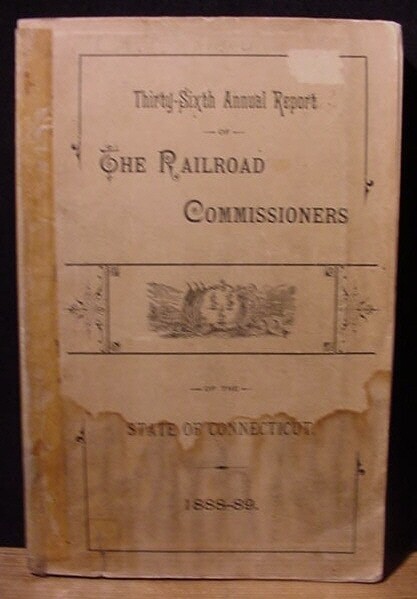 Thirty-Sixth Annual Report
— OF —
THE RAILROAD
COMMISSIONERS
— OF THE —
STATE OF CONNECTICUT.
1888-89.